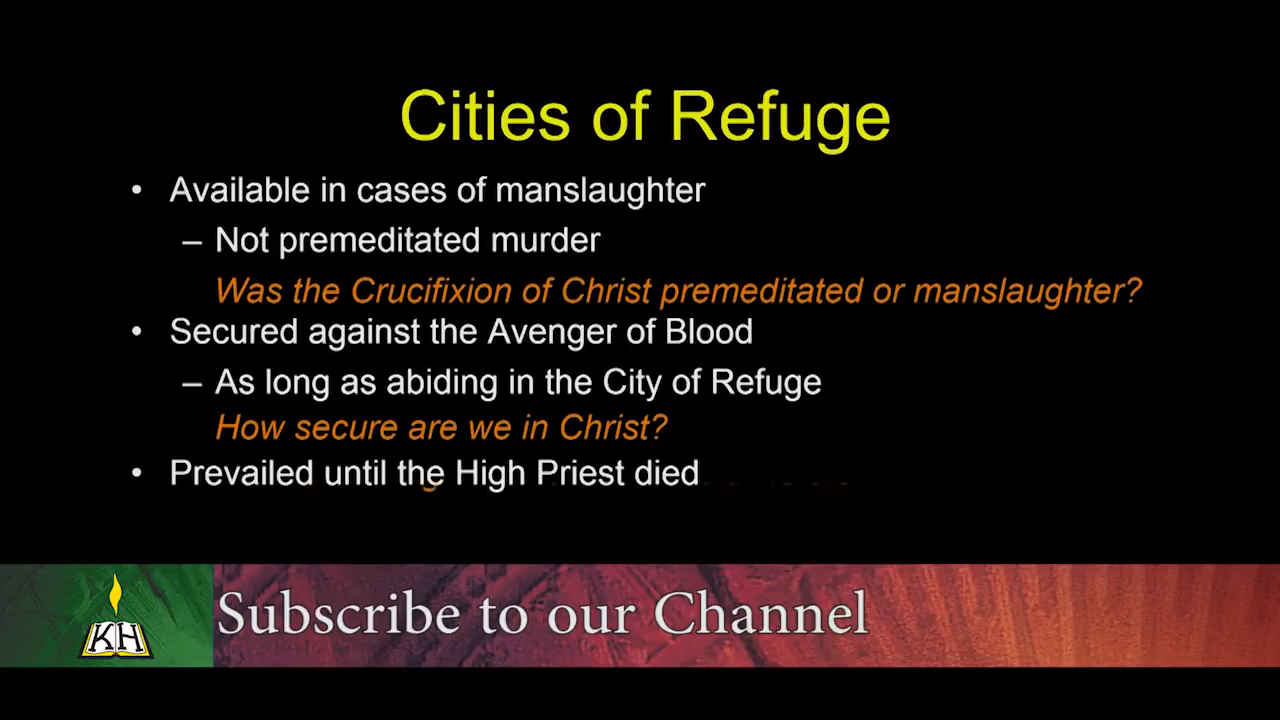 Cities of Refuge
• Available in cases of manslaughter
– Not premeditated murder
Was the Crucifixion of Christ premeditated or manslaughter?
• Secured against the Avenger of Blood
– As long as abiding in the City of Refuge
How secure are we in Christ?
• Prevailed until the High Priest died
KH
Subscribe to our Channel